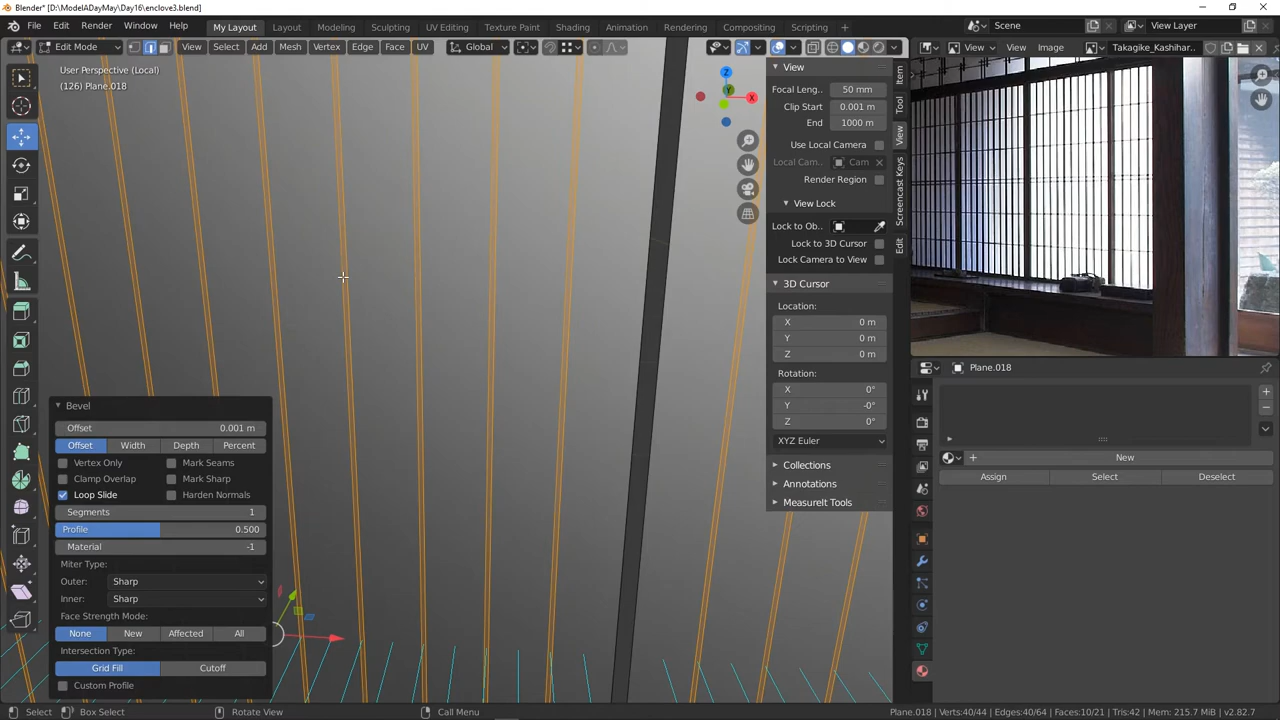 Blender* [D:\ModelADayMay\Day16\enclove3.blend]
File Edit Render Window Help My Layout Layout Modeling Sculpting UV Editing Texture Paint Shading Animation Rendering Compositing Scripting Scene View Layer
Edit Mode View Select Add Mesh Vertex Edge Face UV Global View View Image Takagike_Kashihar..
User Perspective (Local)
(126) Plane.018
View
Focal Leng.. 50 mm
Clip Start 0.001 m
End 1000 m
Use Local Camera
Local Cam.. Cam
Render Region
View Lock
Lock to Ob..
Lock to 3D Cursor
Lock Camera to View
3D Cursor
Location:
X 0 m
Y 0 m
Z 0 m
Rotation:
X 0°
Y -0°
Z 0°
XYZ Euler
Collections
Annotations
MeasureIt Tools
Item
Tool
View
Screencast Keys
Edit
Z
Y
X
Plane.018
New
Assign Select Deselect
Bevel
Offset 0.001 m
Offset Width Depth Percent
Vertex Only Mark Seams
Clamp Overlap Mark Sharp
Loop Slide Harden Normals
Segments 1
Profile 0.500
Material -1
Miter Type:
Outer: Sharp
Inner: Sharp
Face Strength Mode:
None New Affected All
Intersection Type:
Grid Fill Cutoff
Custom Profile
Select Box Select Rotate View Call Menu Plane.018 | Verts:40/44 | Edges:40/64 | Faces:10/21 | Tris:42 | Mem: 215.7 MiB | v2.82.7